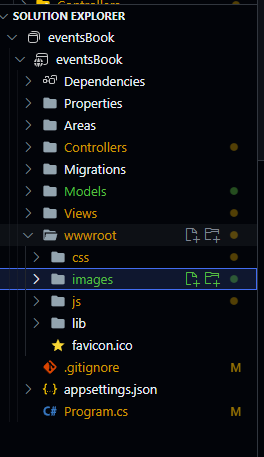 Controllers
SOLUTION EXPLORER
eventsBook
eventsBook
Dependencies
Properties
Areas
Controllers
Migrations
Models
Views
wwwroot
css
images
js
lib
favicon.ico
.gitignore M
appsettings.json
Program.cs M